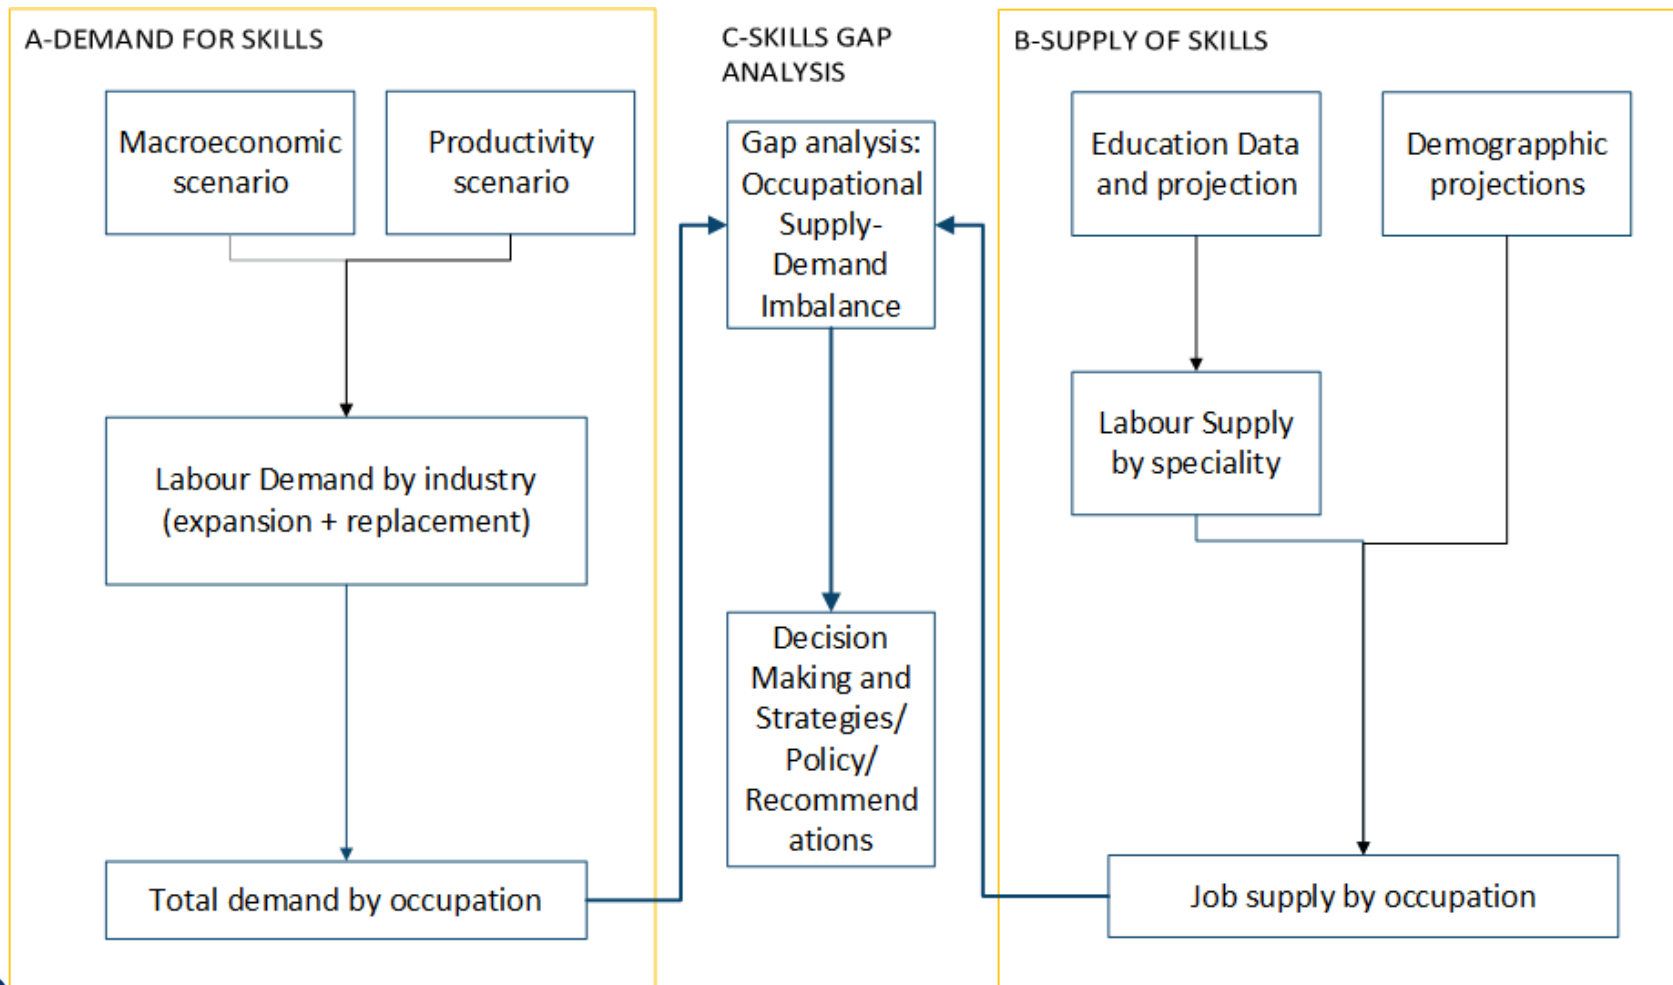 A-DEMAND FOR SKILLS
Macroeconomic
scenario
Productivity
scenario
Labour Demand by industry
(expansion + replacement)
Total demand by occupation
C-SKILLS GAP
ANALYSIS
Gap analysis:
Occupational
Supply-
Demand
Imbalance
Decision
Making and
Strategies/
Policy/
Recommend
ations
B-SUPPLY OF SKILLS
Education Data
and projection
Demograpphic
projections
Labour Supply
by speciality
Job supply by occupation